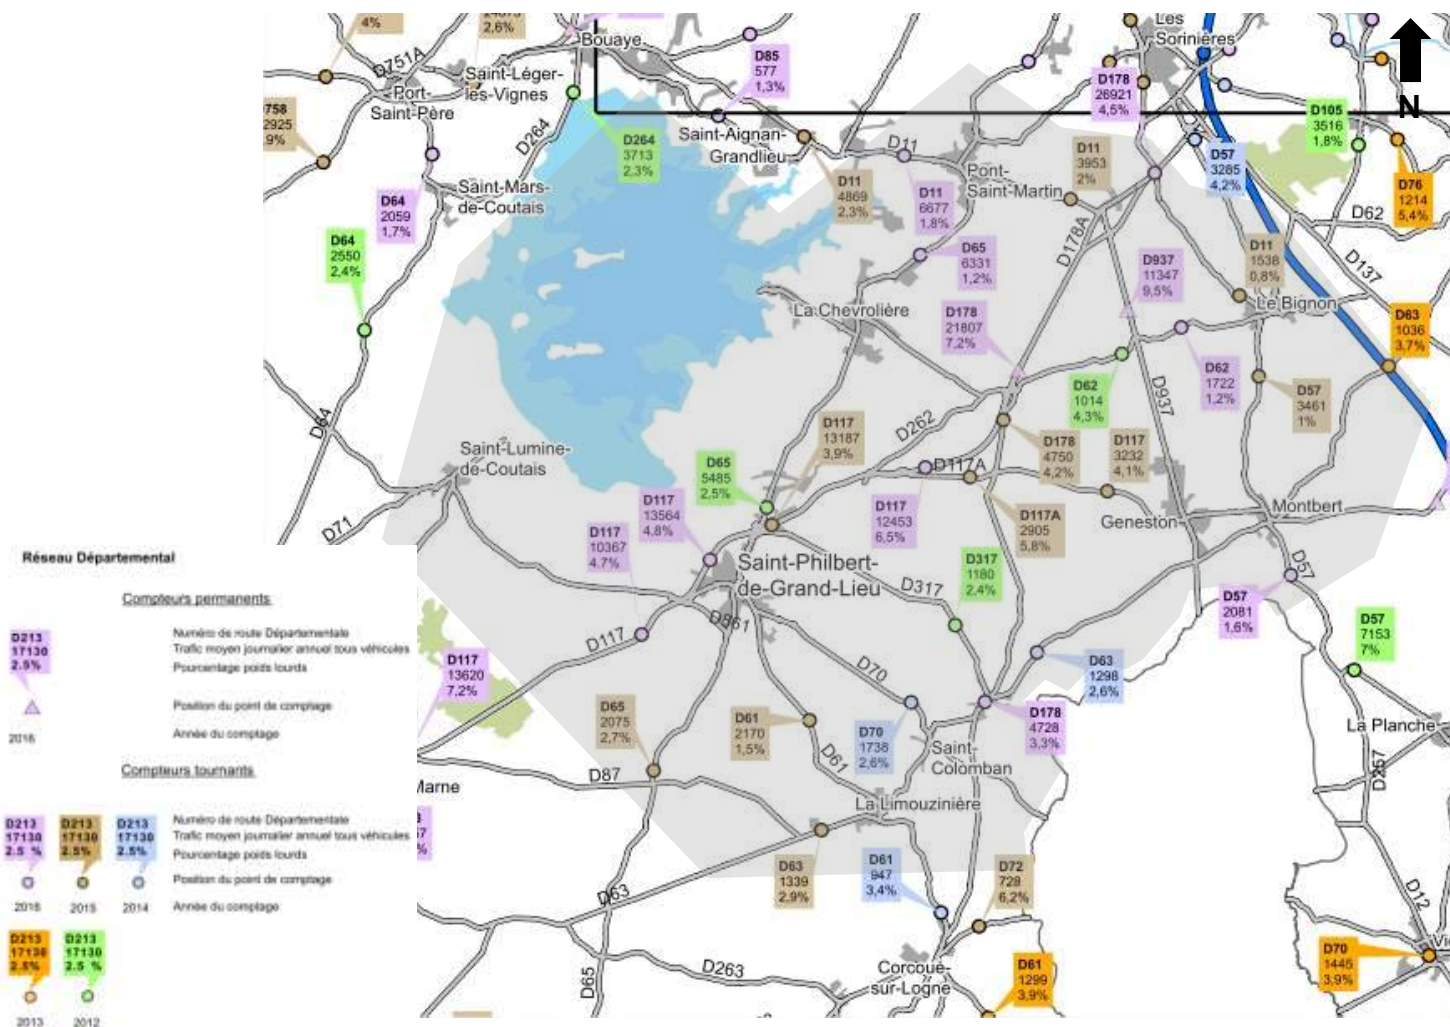 4%
2,6%
Bouaye
Les
Sorinières
D751A
Saint-Léger-
les-Vignes
Port-
Saint-Père
D85
577
1,3%
D178
26921
4,5%
N
D105
3516
1,8%
758
2925
9%
D264
D264
3713
2,3%
Saint-Aignan-
Grandlieu
D11
D11
4869
2,3%
D11
6677
1,8%
Pont-
Saint-Martin
D11
3953
2%
D57
3285
4,2%
D76
1214
5,4%
D62
Saint-Mars-
de-Coutais
D64
2059
1,7%
D64
2550
2,4%
D65
6331
1,2%
D178A
D937
11347
9,5%
D11
1538
0,8%
D137
Le Bignon
La Chevrolière
D178
21807
7,2%
D63
1036
3,7%
D62
1014
4,3%
D937
D62
1722
1,2%
D57
3461
1%
D64
D117
13187
3,9%
D262
Saint-Lumine-
de-Coutais
D65
5485
2,5%
D178
4750
4,2%
D117
3232
4,1%
D117A
D71
D117
13564
4,8%
D117
10367
4.7%
D117
12453
6,5%
D117A
2905
5,8%
Geneston
Montbert
Saint-Philbert-
de-Grand-Lieu
D317
D317
1180
2,4%
D57
D57
2081
1,6%
D57
7153
7%
D117
D861
D117
13620
7,2%
D70
D63
1298
2,6%
D65
2075
2,7%
D61
2170
1,5%
D61
D70
1738
2,6%
D178
4728
3,3%
Saint-
Colomban
La Planche
D257
D87
Marne
La Limouzinière
7
%
D63
D63
1339
2,9%
D61
947
3,4%
D72
728
6,2%
D12
D65
D263
Corcoué-
sur-Logne
D61
1299
3,9%
D70
1445
3,9%
Réseau Départemental
Compteurs permanents
D213
17130
2.5%
Numéro de route Départementale
Trafic moyen journalier annuel tous véhicules
Pourcentage poids lourds
Position du point de comptage
2016
Année du comptage
Compteurs tournants
D213
17130
2.5 %
D213
17130
2.5%
D213
17130
2.5%
Numéro de route Départementale
Trafic moyen journalier annuel tous véhicules
Pourcentage poids lourds
Position du point de comptage
2016
2015
2014
Année du comptage
D213
17130
2.5%
D213
17130
2.5 %
2013
2012